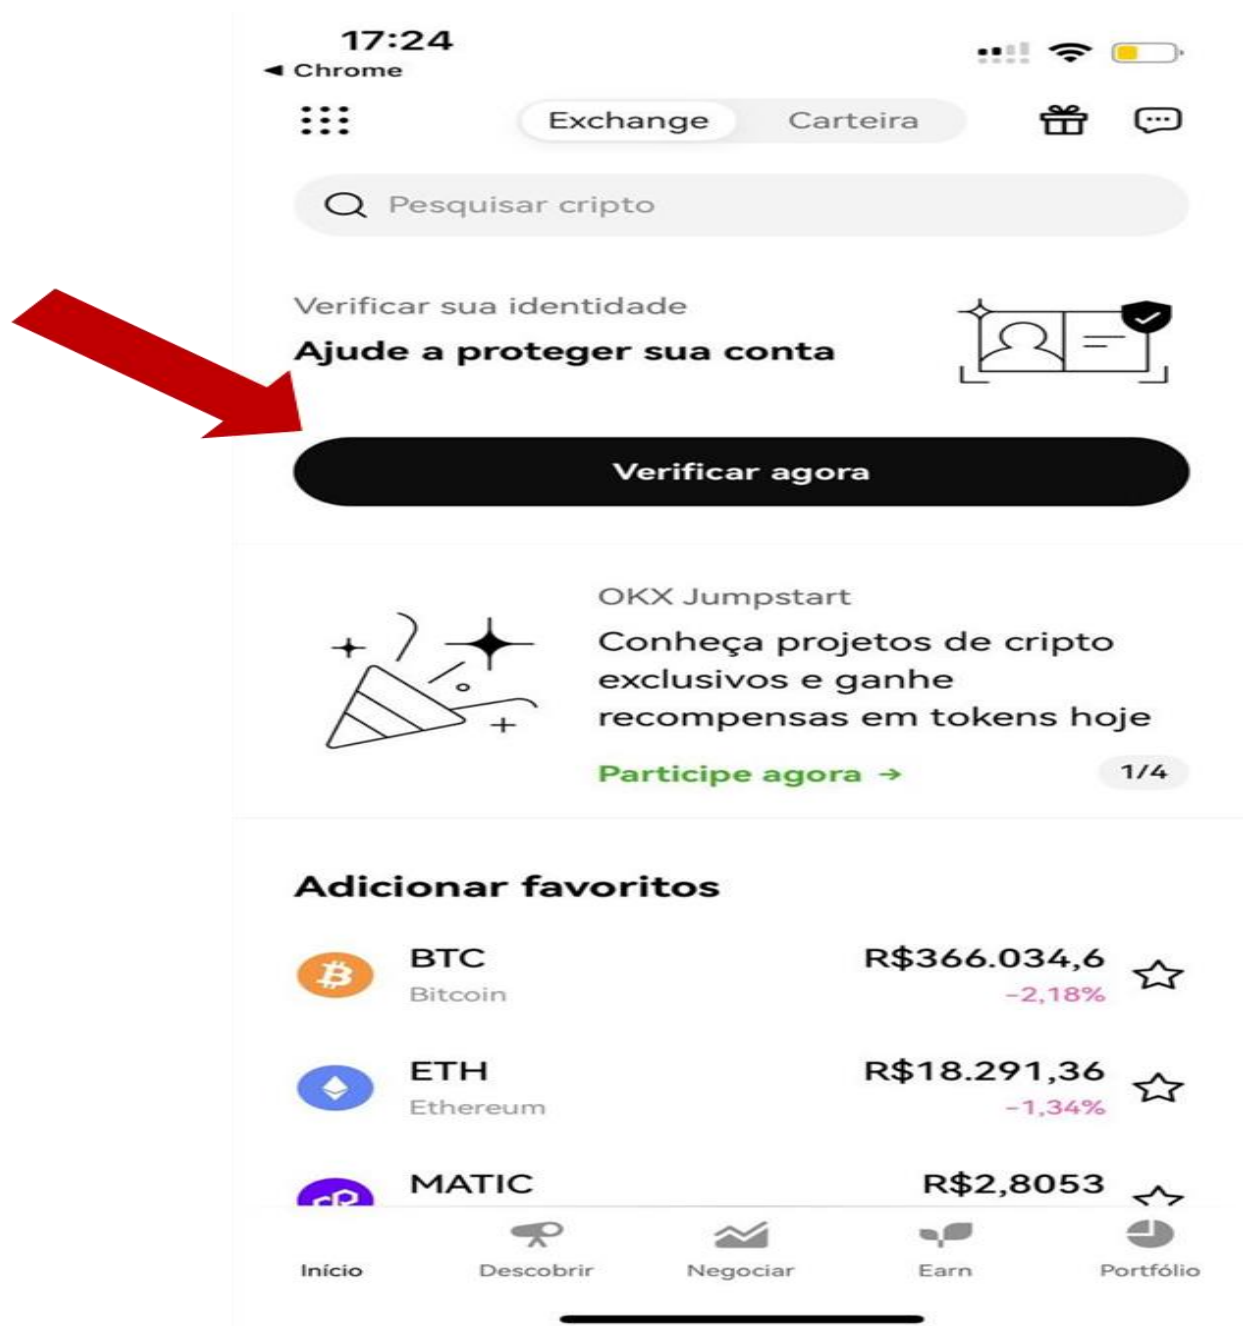 17:24
◄ Chrome
Exchange Carteira
Pesquisar cripto
Verificar sua identidade
Ajude a proteger sua conta
Verificar agora
OKX Jumpstart
Conheça projetos de cripto
exclusivos e ganhe
recompensas em tokens hoje
Participe agora →
1/4
Adicionar favoritos
BTC R$366.034,6
Bitcoin -2,18%
ETH R$18.291,36
Ethereum -1,34%
MATIC R$2,8053
Início Descobrir Negociar Earn Portfólio